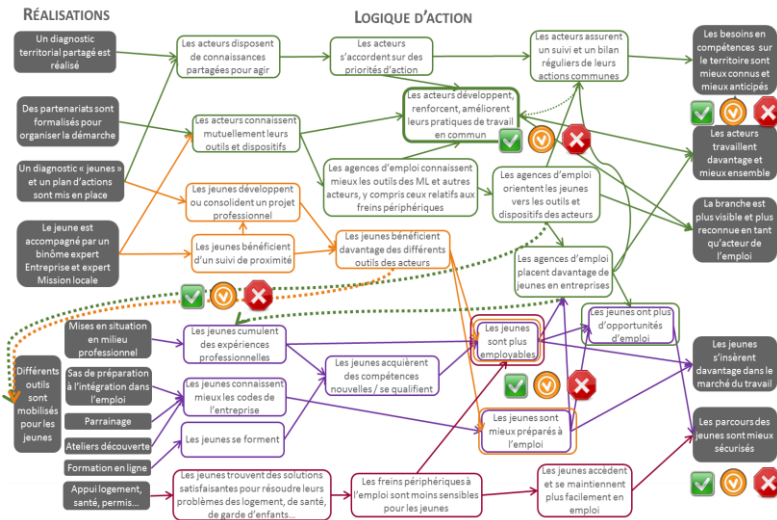 RÉALISATIONS
LOGIQUE D'ACTION
Un diagnostic
territorial partagé est
réalisé
Les acteurs disposent
de connaissances
partagées pour agir
Les acteurs
s'accordent sur des
priorités d'action
Les acteurs assurent
un suivi et un bilan
réguliers de leurs
actions communes
Les besoins en
compétences sur le
territoire sont
mieux connus et
mieux anticipés
Des partenariats sont
formalisés pour
organiser la démarche
Les acteurs connaissent
mutuellement leurs
outils et dispositifs
Les acteurs développent,
renforcent, améliorent
leurs pratiques de travail
en commun
Les acteurs
travaillent
davantage et
mieux ensemble
Un diagnostic « jeunes »
et un plan d'actions
sont mis en place
Les jeunes développent
ou consolident un projet
professionnel
Les agences d'emploi connaissent
mieux les outils des ML et autres
acteurs, y compris ceux relatifs aux
freins périphériques
Les agences d'emploi
orientent les jeunes
vers les outils et
dispositifs des acteurs
La branche est
plus visible et plus
reconnue en tant
qu'acteur de
l'emploi
Le jeune est
accompagné par un
binôme expert
Entreprise et expert
Mission locale
Les jeunes bénéficient
d'un suivi de proximité
Les jeunes bénéficient
davantage des différents
outils des acteurs
Les agences d'emploi
placent davantage de
jeunes en entreprises
Différents
outils
sont
mobilisés
pour les
jeunes
Mises en situation
en milieu
professionnel
Les jeunes cumulent
des expériences
professionnelles
Les jeunes
sont plus
employables
Les jeunes ont plus
d'opportunités
d'emploi
Les jeunes
s'insèrent
davantage dans le
marché du travail
Sas de préparation
à l'intégration dans
l'emploi
Les jeunes connaissent
mieux les codes de
l'entreprise
Les jeunes acquièrent
des compétences
nouvelles / se qualifient
Parrainage
Ateliers découverte
Les jeunes se forment
Les jeunes sont
mieux préparés à
l'emploi
Les parcours des
jeunes sont mieux
sécurisés
Formation en ligne
Appui logement,
santé, permis...
Les jeunes trouvent des solutions
satisfaisantes pour résoudre leurs
problèmes des logement, de santé,
de garde d'enfants...
Les freins périphériques à
l'emploi sont moins sensibles
pour les jeunes
Les jeunes accèdent
et se maintiennent
plus facilement en
emploi